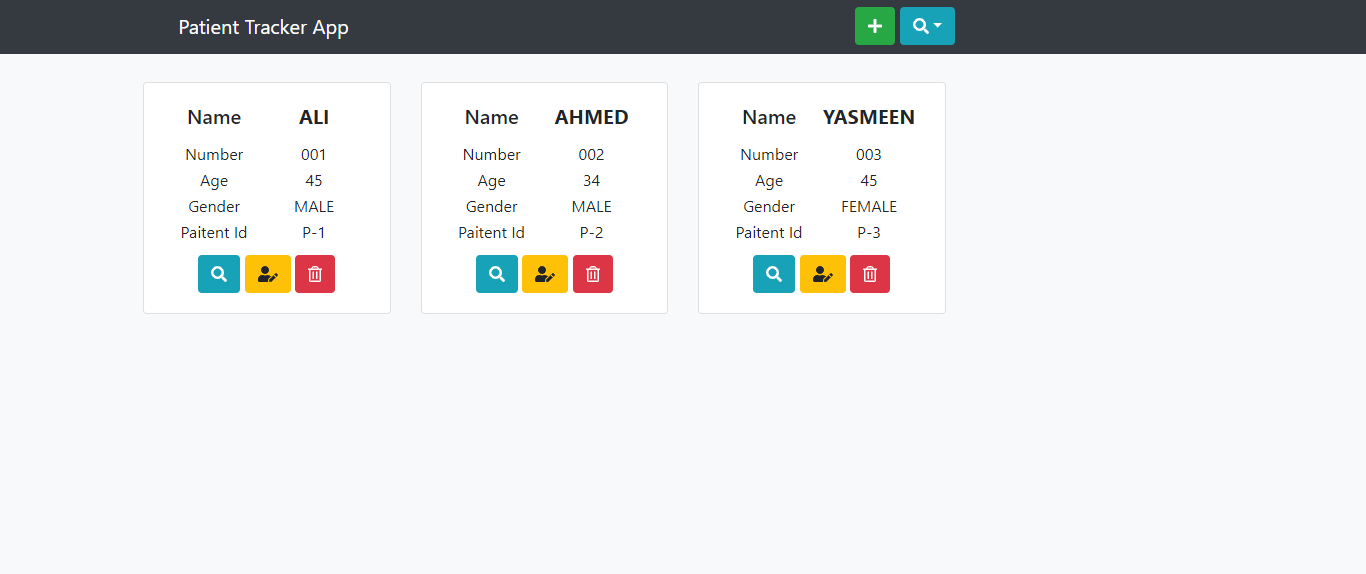 Patient Tracker App
Name ALI
Number 001
Age 45
Gender MALE
Paitent Id P-1
Name AHMED
Number 002
Age 34
Gender MALE
Paitent Id P-2
Name YASMEEN
Number 003
Age 45
Gender FEMALE
Paitent Id P-3